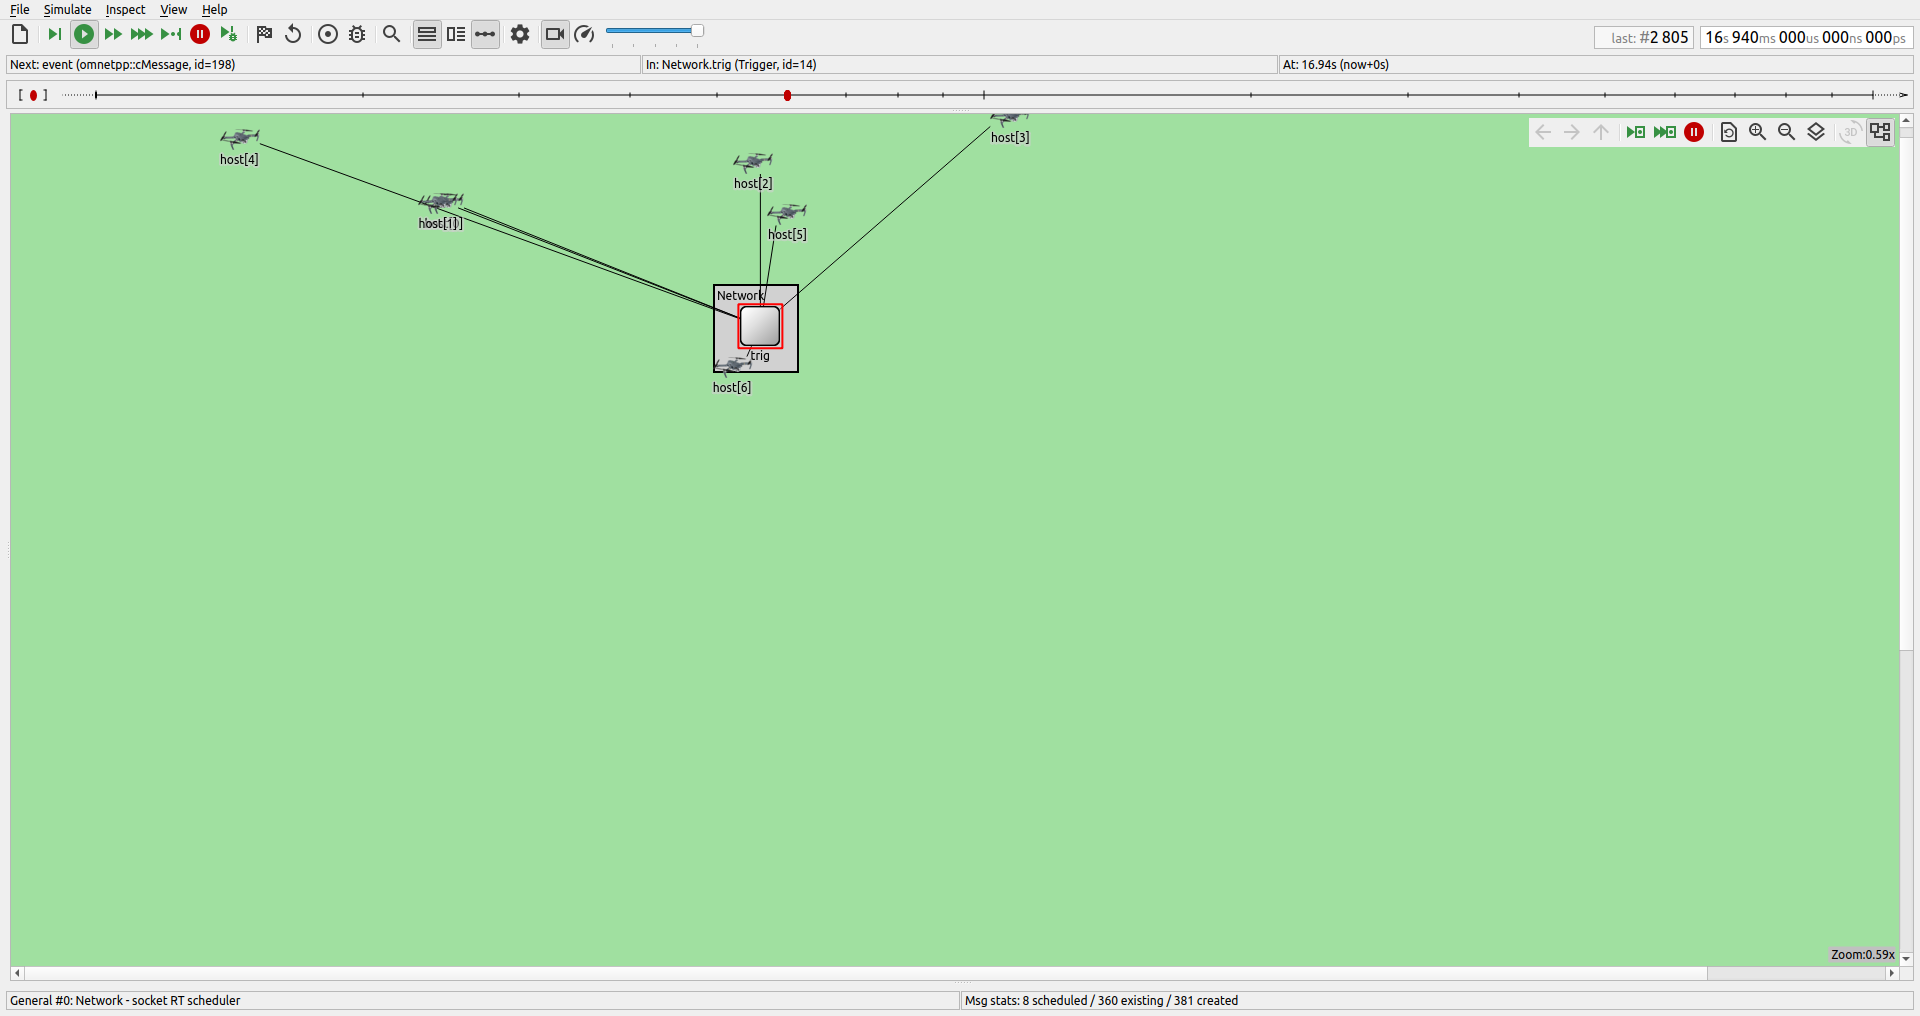 File Simulate Inspect View Help
last: #2 805
16s 940ms 000us 000ns 000ps
Next: event (omnetpp::cMessage, id=198)
In: Network.trig (Trigger, id=14)
At: 16.94s (now+0s)
host[4]
host[3]
3D
host[2]
host[1]
host[5]
Network
trig
host[6]
Zoom:0.59x
General #0: Network - socket RT scheduler
Msg stats: 8 scheduled / 360 existing / 381 created